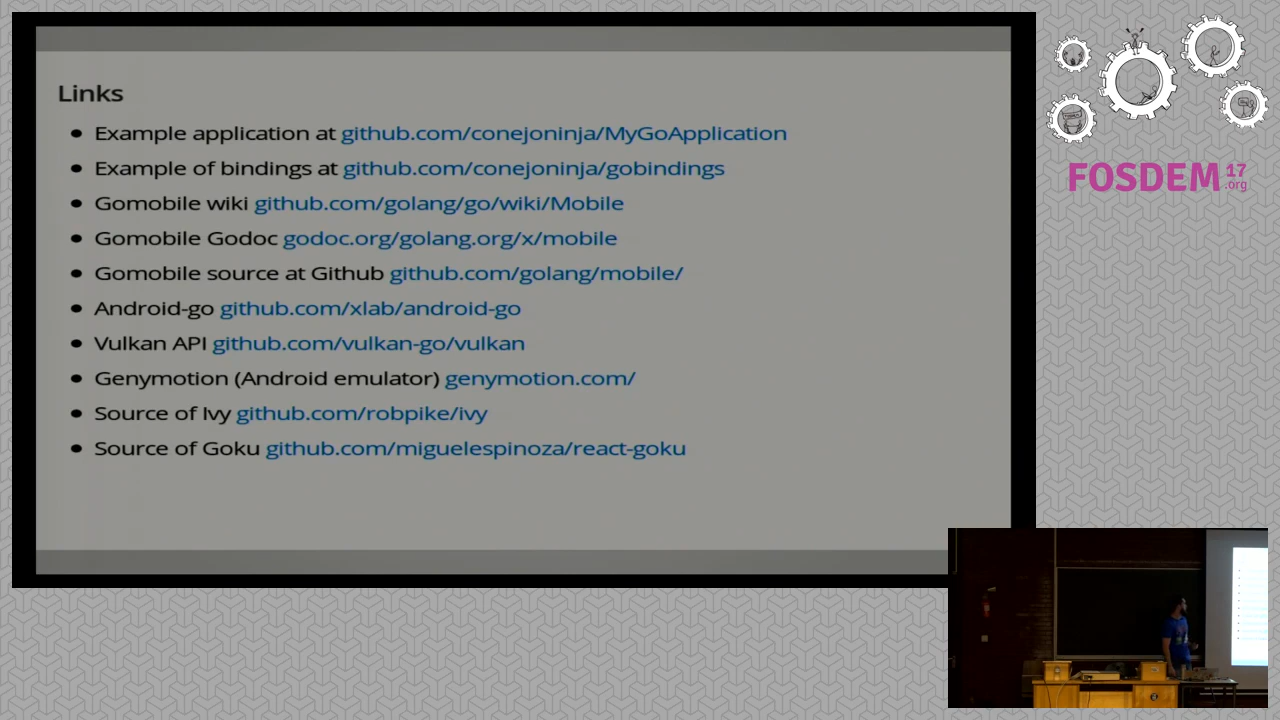 Links
Example application at github.com/conejoninja/MyGoApplication
Example of bindings at github.com/conejoninja/gobindings
Gomobile wiki github.com/golang/go/wiki/Mobile
Gomobile Godoc godoc.org/golang.org/x/mobile
Gomobile source at Github github.com/golang/mobile/
Android-go github.com/xlab/android-go
Vulkan API github.com/vulkan-go/vulkan
Genymotion (Android emulator) genymotion.com/
Source of Ivy github.com/robpike/ivy
Source of Goku github.com/miguelespinoza/react-goku
FOSDEM 17 .org